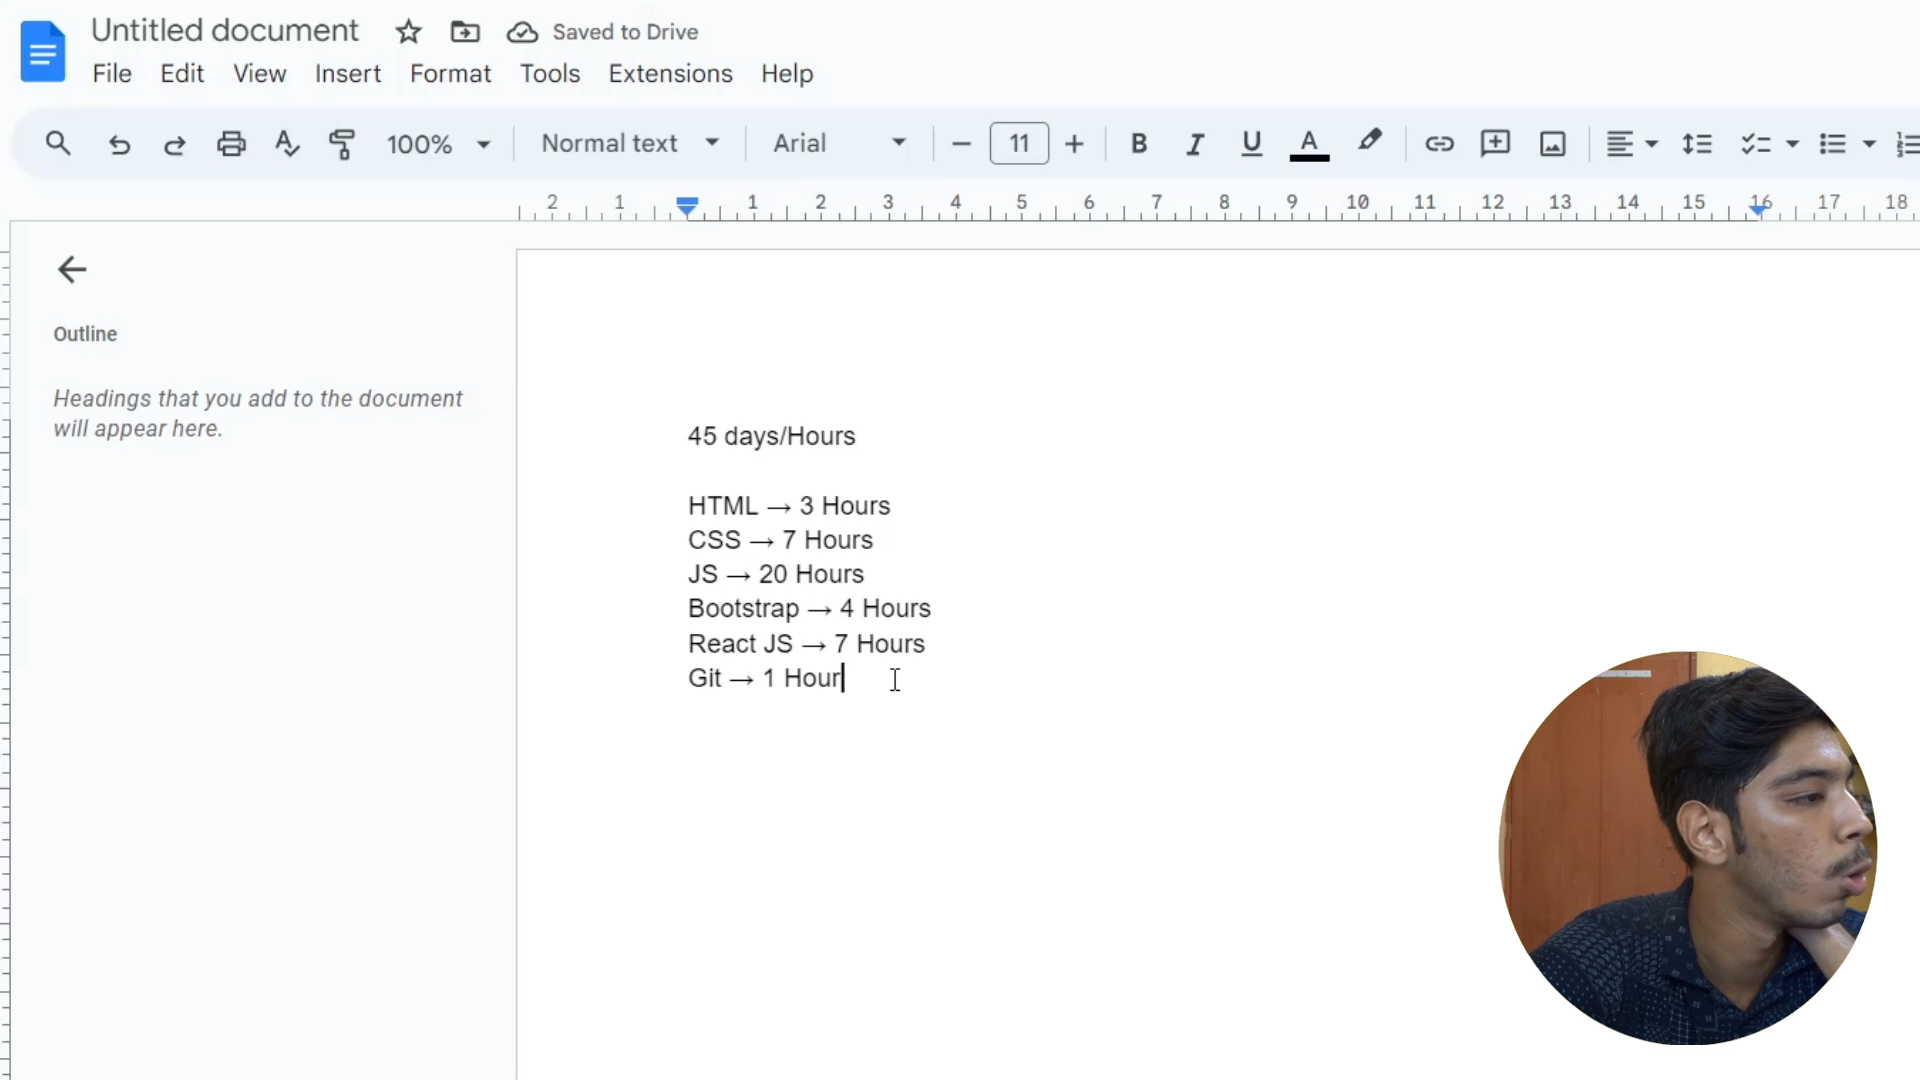 Untitled document Saved to Drive
File Edit View Insert Format Tools Extensions Help
100% Normal text Arial 11 B I U A
2 1 1 2 3 4 5 6 7 8 9 10 11 12 13 14 15 16 17 18
Outline
Headings that you add to the document
will appear here.
45 days/Hours
HTML → 3 Hours
CSS → 7 Hours
JS → 20 Hours
Bootstrap → 4 Hours
React JS → 7 Hours
Git → 1 Hour